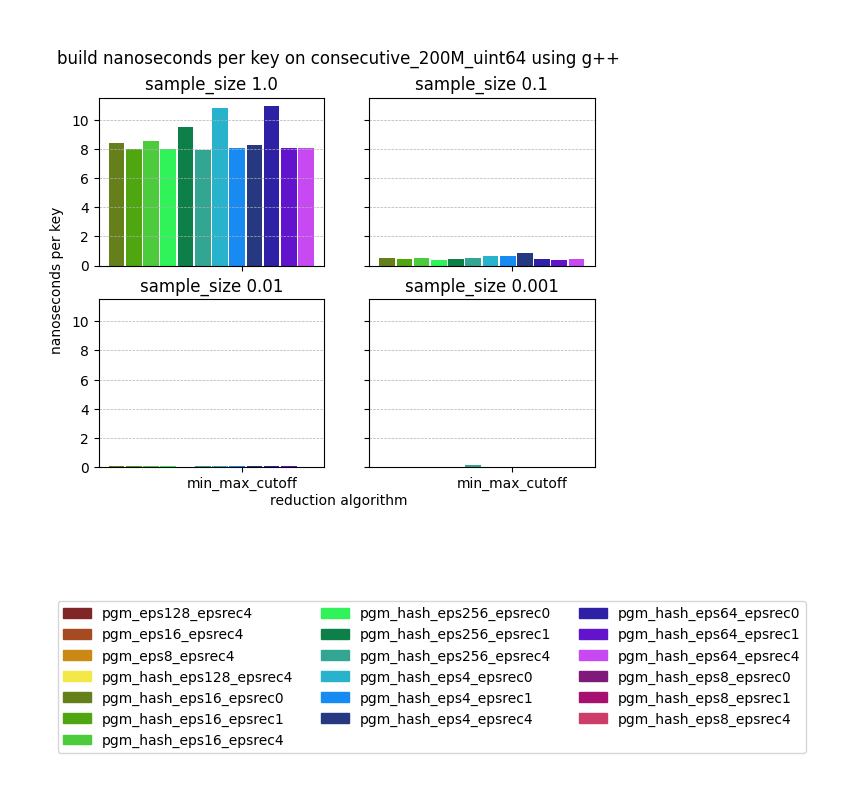 build nanoseconds per key on consecutive_200M_uint64 using g++
sample_size 1.0
sample_size 0.1
10
8
6
4
2
0
nanoseconds per key
sample_size 0.01
sample_size 0.001
10
8
6
4
2
0
min_max_cutoff
min_max_cutoff
reduction algorithm
pgm_eps128_epsrec4
pgm_eps16_epsrec4
pgm_eps8_epsrec4
pgm_hash_eps128_epsrec4
pgm_hash_eps16_epsrec0
pgm_hash_eps16_epsrec1
pgm_hash_eps16_epsrec4
pgm_hash_eps256_epsrec0
pgm_hash_eps256_epsrec1
pgm_hash_eps256_epsrec4
pgm_hash_eps4_epsrec0
pgm_hash_eps4_epsrec1
pgm_hash_eps4_epsrec4
pgm_hash_eps64_epsrec0
pgm_hash_eps64_epsrec1
pgm_hash_eps64_epsrec4
pgm_hash_eps8_epsrec0
pgm_hash_eps8_epsrec1
pgm_hash_eps8_epsrec4